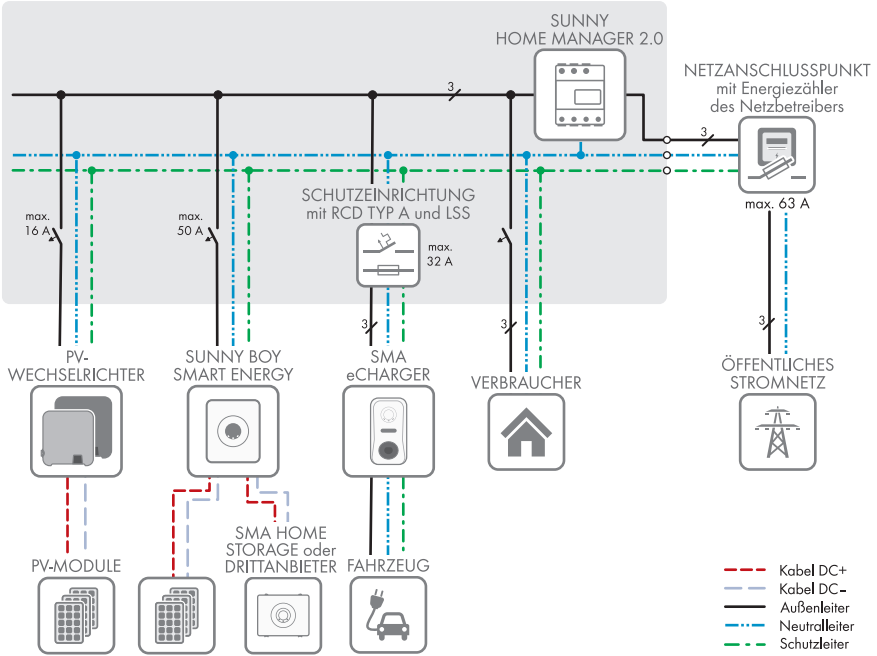 SUNNY
HOME MANAGER 2.0
NETZANSCHLUSSPUNKT
mit Energiezähler
des Netzbetreibers
3
3
max. 63 A
SCHUTZEINRICHTUNG
mit RCD TYP A und LSS
max.
16 A
max.
50 A
max.
32 A
3
3
3
PV-
WECHSELRICHTER
SUNNY BOY
SMART ENERGY
SMA
eCHARGER
VERBRAUCHER
ÖFFENTLICHES
STROMNETZ
PV-MODULE
SMA HOME
STORAGE oder
DRITTANBIETER
FAHRZEUG
Kabel DC+
Kabel DC–
Außenleiter
Neutralleiter
Schutzleiter